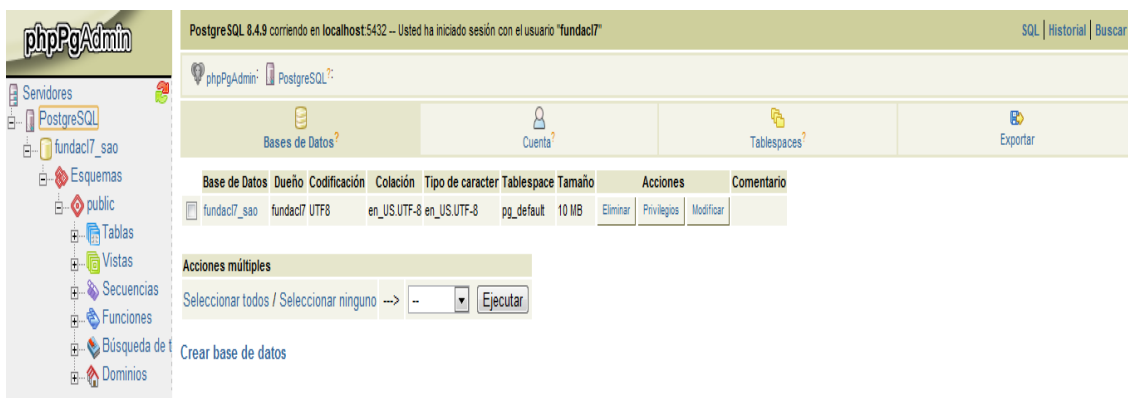 phpPgAdmin
Servidores
PostgreSQL
fundacl7_sao
Esquemas
public
Tablas
Vistas
Secuencias
Funciones
Búsqueda de t
Dominios
PostgreSQL 8.4.9 corriendo en localhost:5432 -- Usted ha iniciado sesión con el usuario "fundacl7"
SQL | Historial | Buscar
phpPgAdmin: PostgreSQL?:
Bases de Datos? Cuenta? Tablespaces? Exportar
Base de Datos Dueño Codificación Colación Tipo de caracter Tablespace Tamaño Acciones Comentario
fundacl7_sao fundacl7 UTF8 en_US.UTF-8 en_US.UTF-8 pg_default 10 MB Eliminar Privilegios Modificar
Acciones múltiples
Seleccionar todos / Seleccionar ninguno ---> -- Ejecutar
Crear base de datos